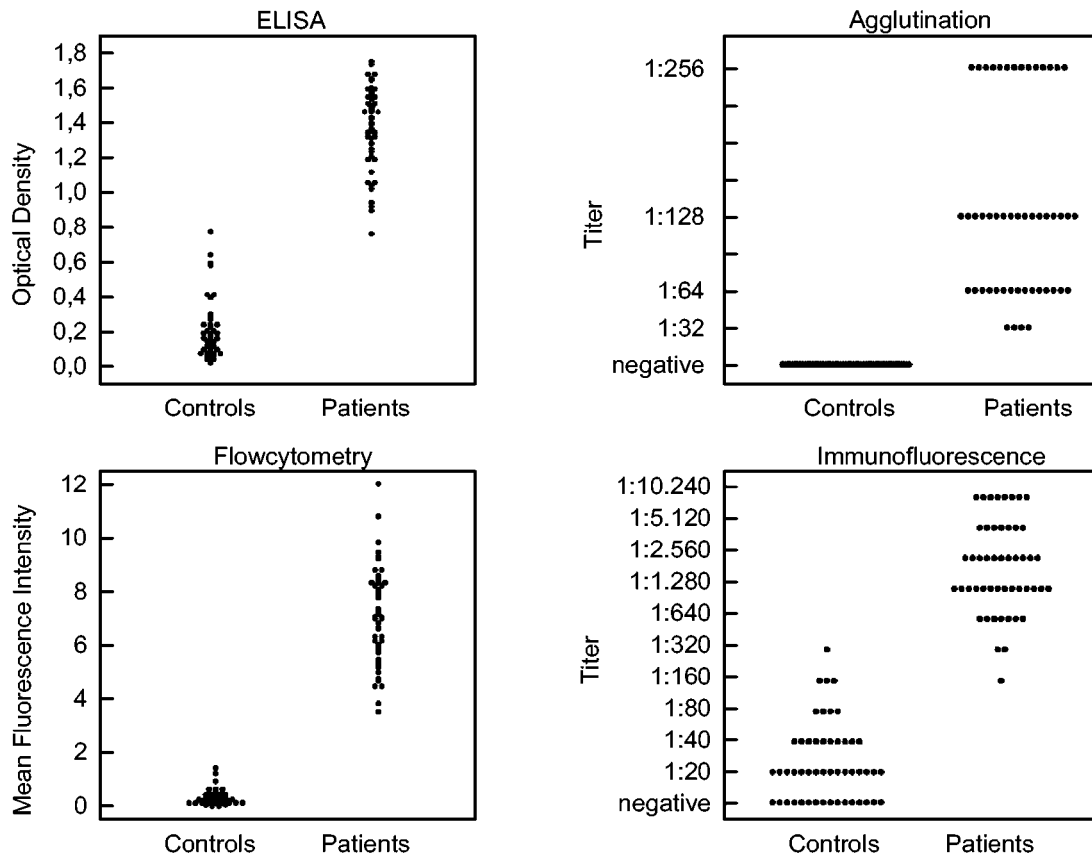 ELISA
Optical Density
1,8
1,6
1,4
1,2
1,0
0,8
0,6
0,4
0,2
0,0
Controls Patients
Agglutination
Titer
1:256
1:128
1:64
1:32
negative
Controls Patients
Flowcytometry
Mean Fluorescence Intensity
12
10
8
6
4
2
0
Controls Patients
Immunofluorescence
Titer
1:10.240
1:5.120
1:2.560
1:1.280
1:640
1:320
1:160
1:80
1:40
1:20
negative
Controls Patients